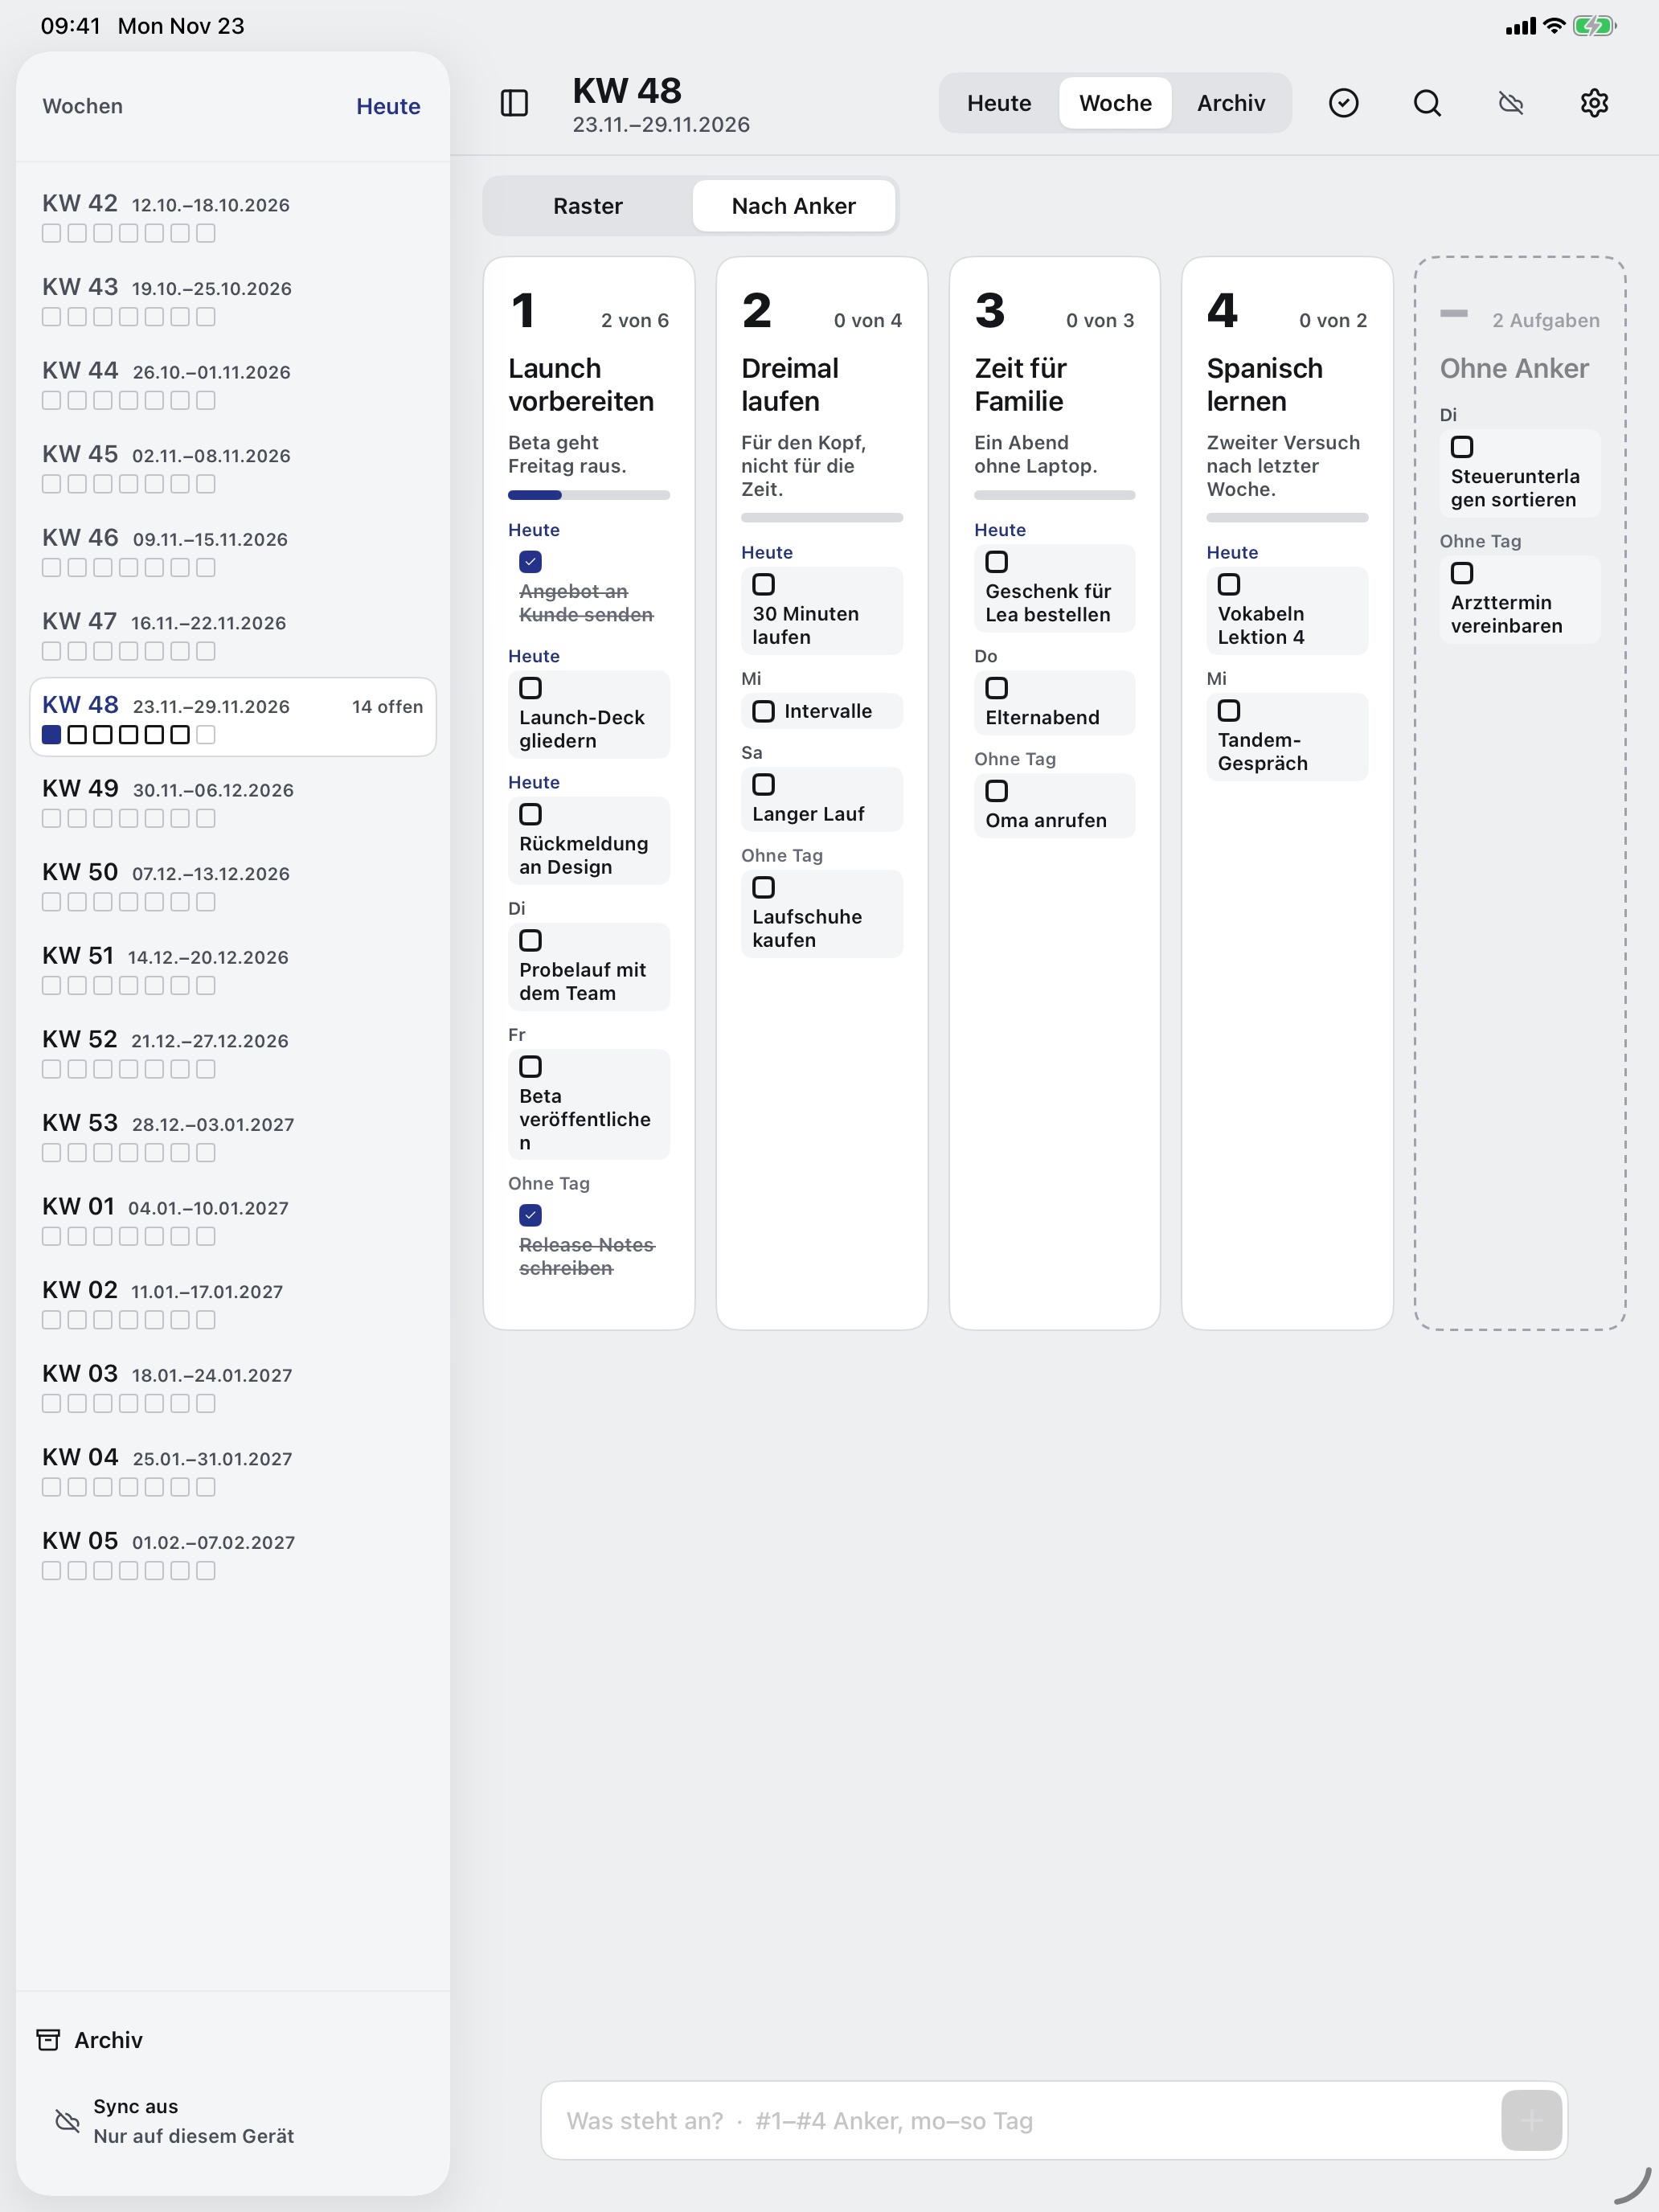 09:41 Mon Nov 23
Wochen
Heute
KW 42 12.10.–18.10.2026
KW 43 19.10.–25.10.2026
KW 44 26.10.–01.11.2026
KW 45 02.11.–08.11.2026
KW 46 09.11.–15.11.2026
KW 47 16.11.–22.11.2026
KW 48 23.11.–29.11.2026 14 offen
KW 49 30.11.–06.12.2026
KW 50 07.12.–13.12.2026
KW 51 14.12.–20.12.2026
KW 52 21.12.–27.12.2026
KW 53 28.12.–03.01.2027
KW 01 04.01.–10.01.2027
KW 02 11.01.–17.01.2027
KW 03 18.01.–24.01.2027
KW 04 25.01.–31.01.2027
KW 05 01.02.–07.02.2027
Archiv
Sync aus
Nur auf diesem Gerät
KW 48
23.11.–29.11.2026
Heute Woche Archiv
Raster Nach Anker
1 2 von 6
Launch
vorbereiten
Beta geht
Freitag raus.
Heute
Angebot an
Kunde senden
Heute
Launch-Deck
gliedern
Heute
Rückmeldung
an Design
Di
Probelauf mit
dem Team
Fr
Beta
veröffentliche
n
Ohne Tag
Release Notes
schreiben
2 0 von 4
Dreimal
laufen
Für den Kopf,
nicht für die
Zeit.
Heute
30 Minuten
laufen
Mi
Intervalle
Sa
Langer Lauf
Ohne Tag
Laufschuhe
kaufen
3 0 von 3
Zeit für
Familie
Ein Abend
ohne Laptop.
Heute
Geschenk für
Lea bestellen
Do
Elternabend
Ohne Tag
Oma anrufen
4 0 von 2
Spanisch
lernen
Zweiter Versuch
nach letzter
Woche.
Heute
Vokabeln
Lektion 4
Mi
Tandem-
Gespräch
— 2 Aufgaben
Ohne Anker
Di
Steuerunterla
gen sortieren
Ohne Tag
Arzttermin
vereinbaren
Was steht an? · #1–#4 Anker, mo–so Tag